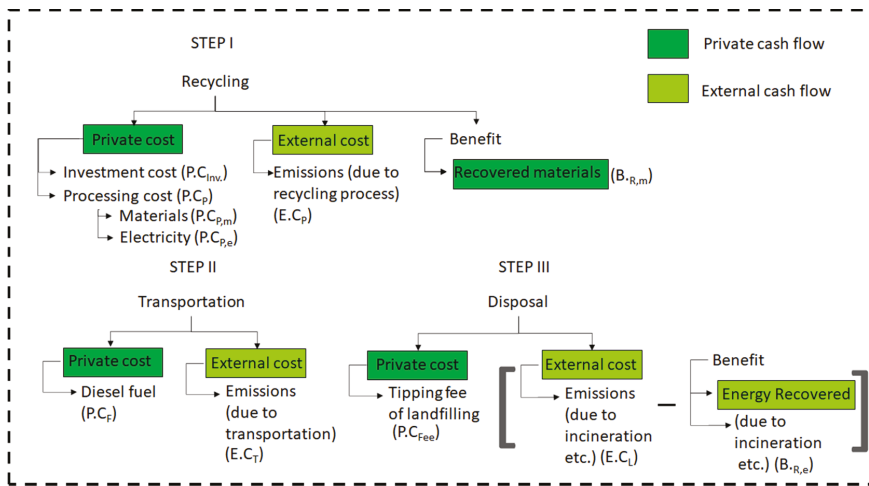 STEP I
Private cash flow
External cash flow
Recycling
Private cost
External cost
Benefit
Investment cost (P.C_Inv.)
Processing cost (P.C_P)
Materials (P.C_P,m)
Electricity (P.C_P,e)
Emissions (due to
recycling process)
(E.C_P)
Recovered materials (B._R,m)
STEP II
Transportation
Private cost
External cost
Diesel fuel
(P.C_F)
Emissions
(due to
transportation)
(E.C_T)
STEP III
Disposal
Private cost
External cost
Benefit
Tipping fee
of landfilling
(P.C_Fee)
Emissions
(due to
incineration
etc.) (E.C_L)
Energy Recovered
(due to
incineration
etc.) (B._R,e)